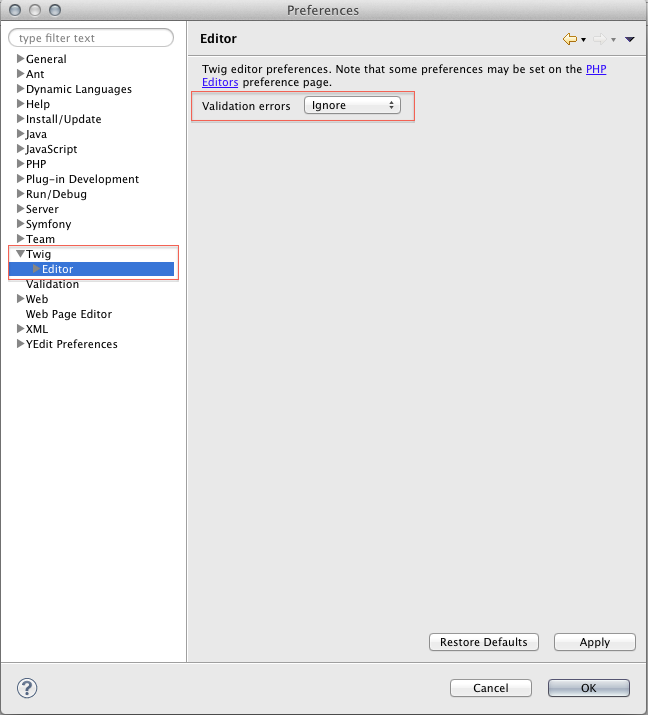 Preferences
type filter text
General
Ant
Dynamic Languages
Help
Install/Update
Java
JavaScript
PHP
Plug-in Development
Run/Debug
Server
Symfony
Team
Twig
Editor
Validation
Web
Web Page Editor
XML
YEdit Preferences
Editor
Twig editor preferences. Note that some preferences may be set on the PHP
Editors preference page.
Validation errors Ignore
Restore Defaults Apply
? Cancel OK